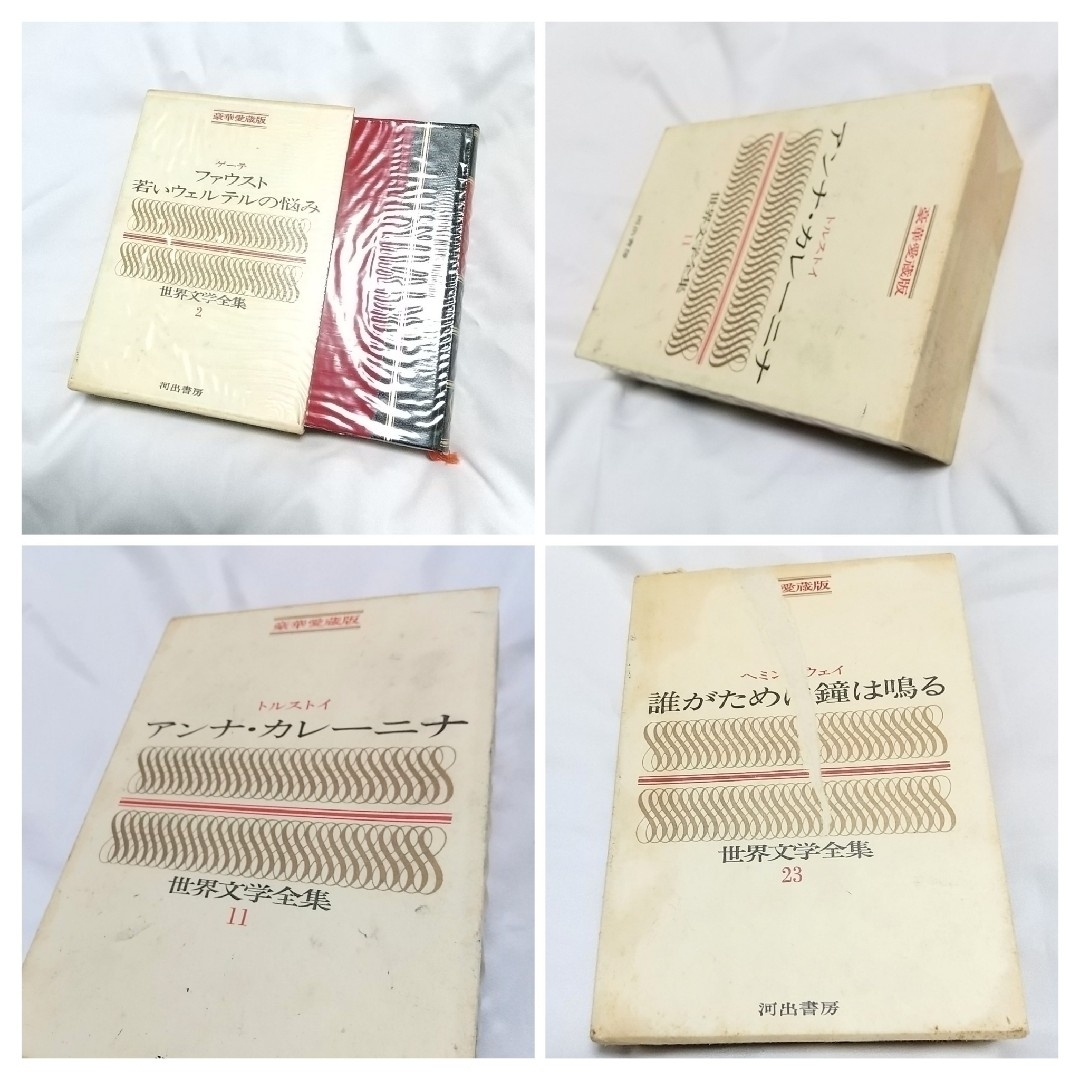 豪華愛蔵版
ゲーテ
ファウスト
若いウェルテルの悩み
世界文学全集
2
河出書房
豪華愛蔵版
トルストイ
アンナ・カレーニナ
世界文学全集
11
河出書房
豪華愛蔵版
トルストイ
アンナ・カレーニナ
世界文学全集
11
愛蔵版
ヘミン ウェイ
誰がため 鐘は鳴る
世界文学全集
23
河出書房